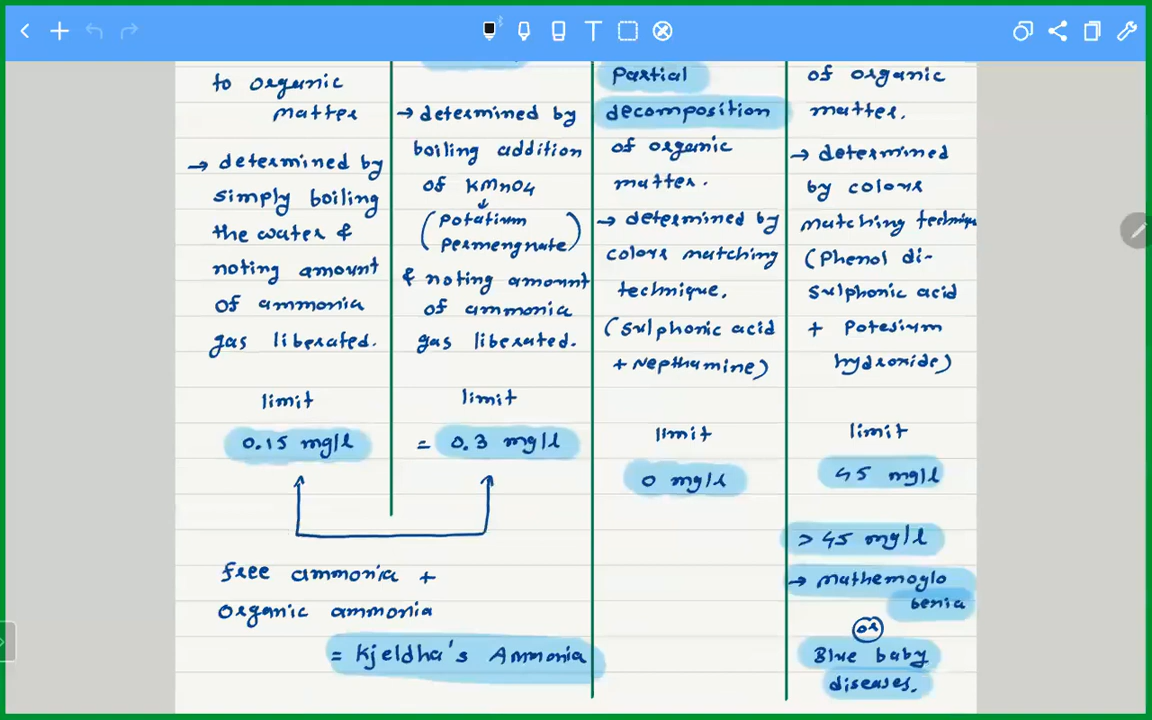 to organic
matter
→ determined by
simply boiling
the water &
noting amount
of ammonia
gas liberated.
limit
0.15 mg/l
→ determined by
boiling addition
of KMnO4
(Potatium
Permengnate)
& noting amount
of ammonia
gas liberated.
limit
= 0.3 mg/l
free ammonia +
organic ammonia
= Kjeldha's Ammonia
Partial
decomposition
of organic
matter.
→ determined by
colour matching
technique.
(Sulphonic acid
+ Nepthamine)
limit
0 mg/l
of organic
matter.
→ determined
by colour
matching technique
(Phenol di-
Sulphonic acid
+ Potesium
hydroxide)
limit
45 mg/l
> 45 mg/l
→ mathemoglo
benia
or
Blue baby
diseases.